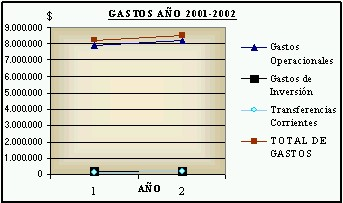 GASTOS AÑO 2001-2002
$
9.000.000
8.000.000
7.000.000
6.000.000
5.000.000
4.000.000
3.000.000
2.000.000
1.000.000
0
1
2
AÑO
Gastos
Operacionales
Gastos de
Inversión
Transferencias
Corrientes
TOTAL DE
GASTOS